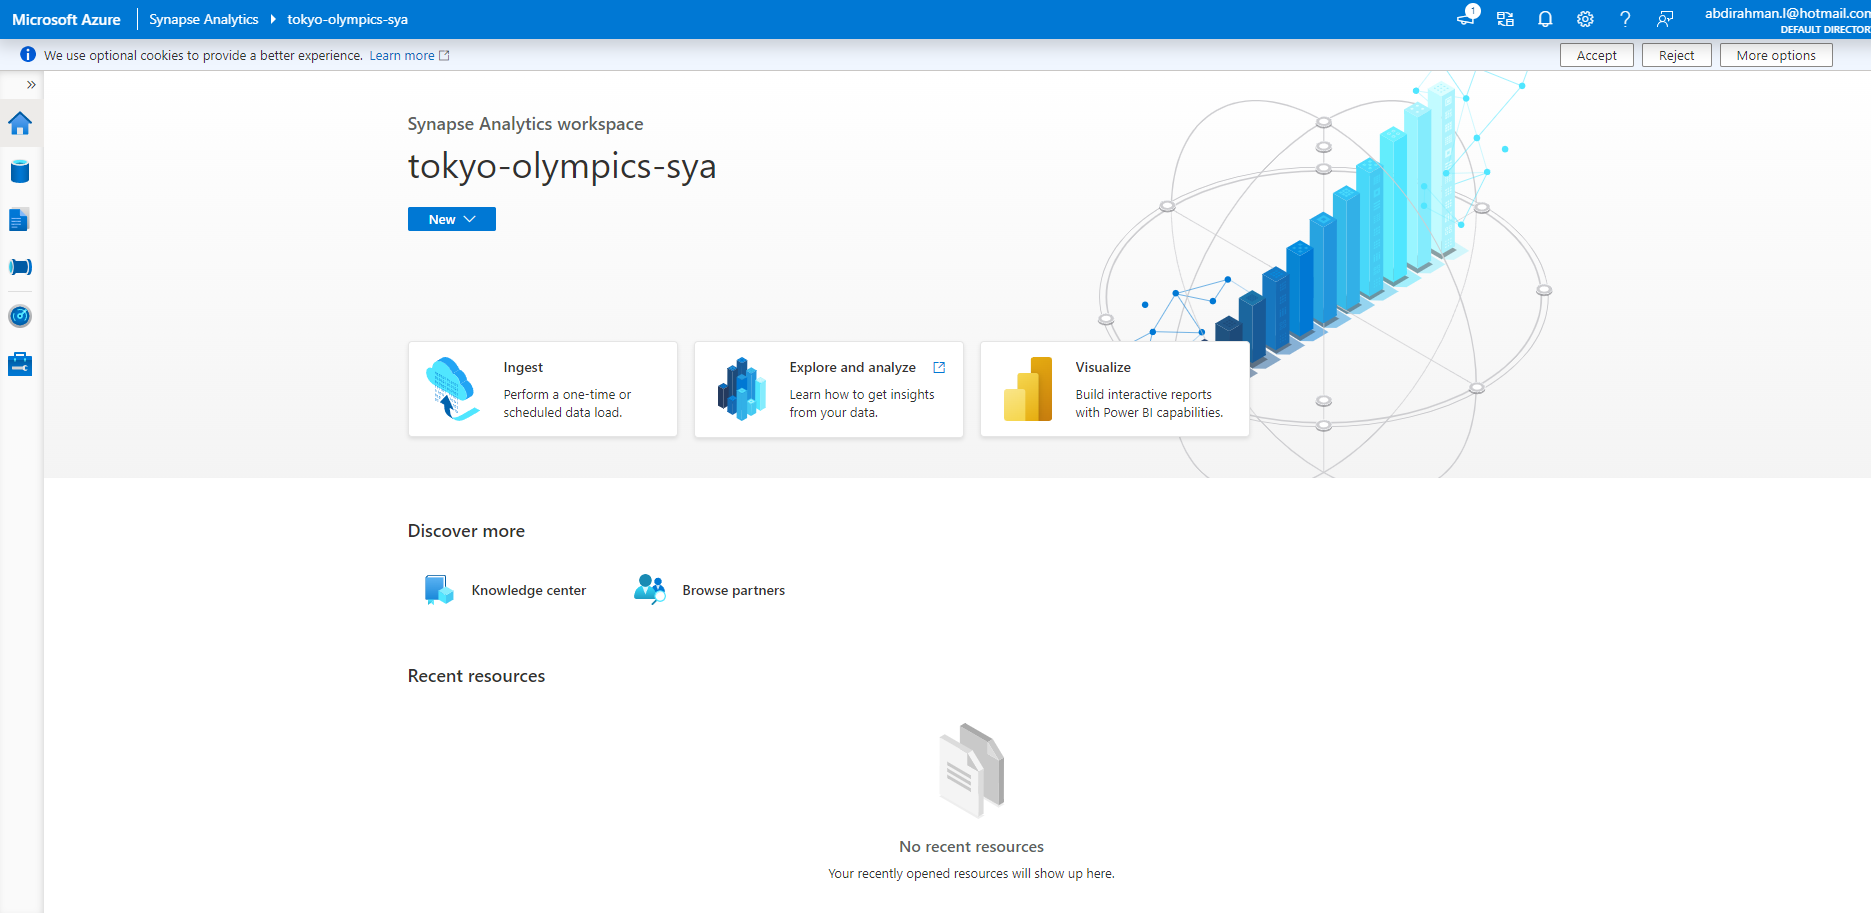 Microsoft Azure
Synapse Analytics
tokyo-olympics-sya
1
?
abdirahman.l@hotmail.com
DEFAULT DIRECTOR
We use optional cookies to provide a better experience. Learn more
Accept
Reject
More options
»
Synapse Analytics workspace
tokyo-olympics-sya
New
Ingest
Perform a one-time or
scheduled data load.
Explore and analyze
Learn how to get insights
from your data.
Visualize
Build interactive reports
with Power BI capabilities.
Discover more
Knowledge center
Browse partners
Recent resources
No recent resources
Your recently opened resources will show up here.